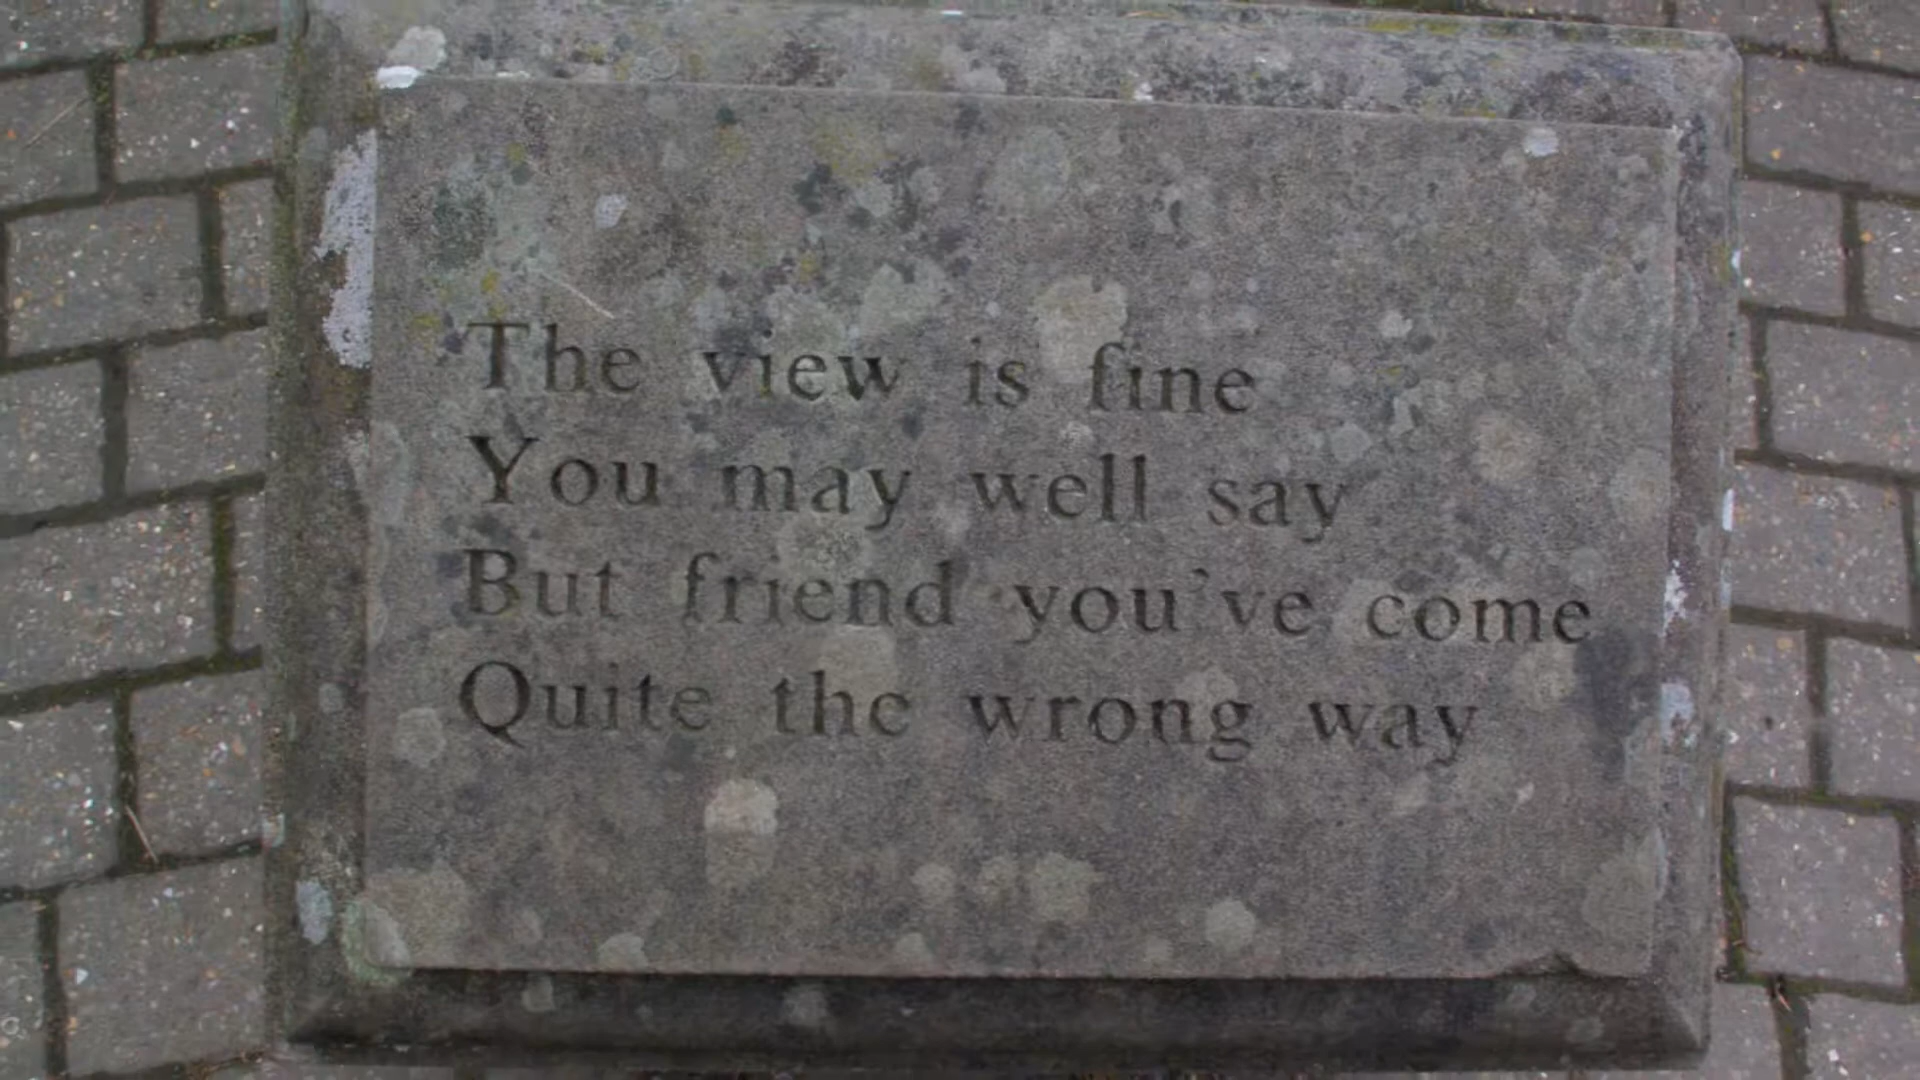 The view is fine
You may well say
But friend you've come
Quite the wrong way